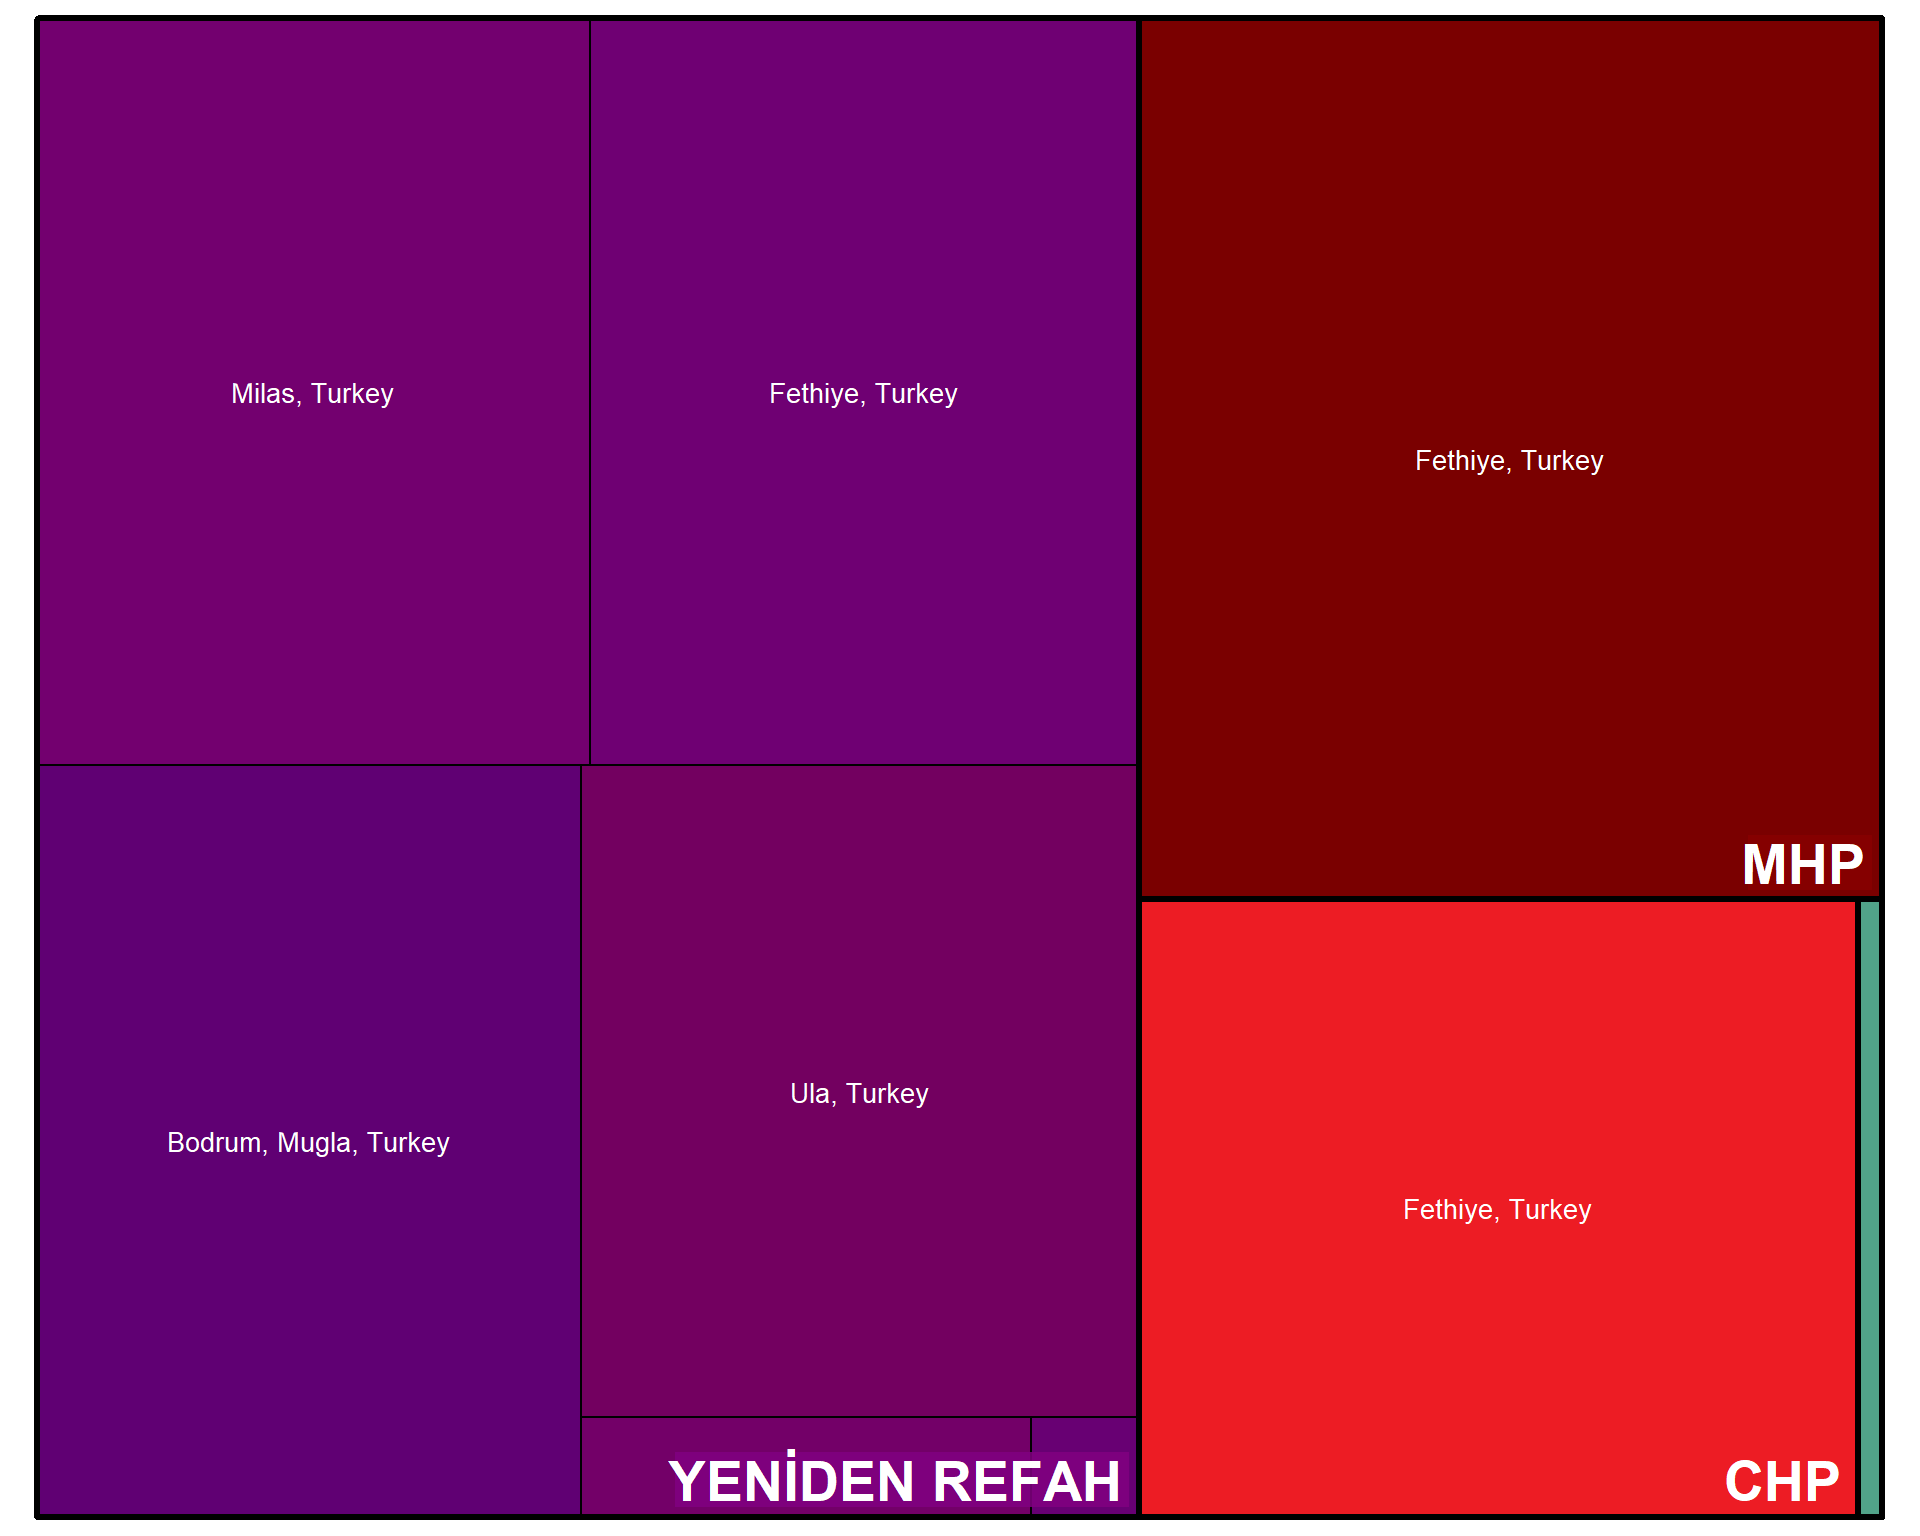 Milas, Turkey
Fethiye, Turkey
Fethiye, Turkey
MHP
Bodrum, Mugla, Turkey
Ula, Turkey
Fethiye, Turkey
YENİDEN REFAH
CHP